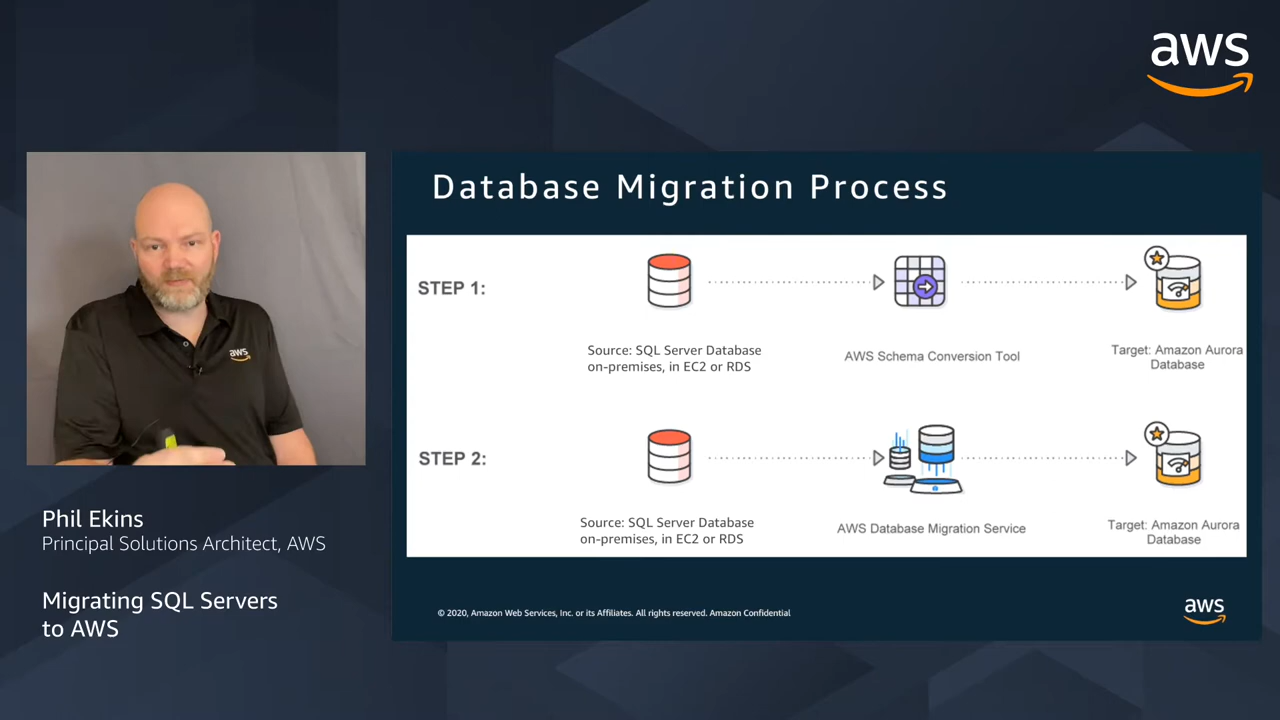 aws
Database Migration Process
STEP 1:
Source: SQL Server Database
on-premises, in EC2 or RDS
AWS Schema Conversion Tool
Target: Amazon Aurora
Database
STEP 2:
Source: SQL Server Database
on-premises, in EC2 or RDS
AWS Database Migration Service
Target: Amazon Aurora
Database
© 2020, Amazon Web Services, Inc. or its Affiliates. All rights reserved. Amazon Confidential
aws
aws
Phil Ekins
Principal Solutions Architect, AWS
Migrating SQL Servers
to AWS